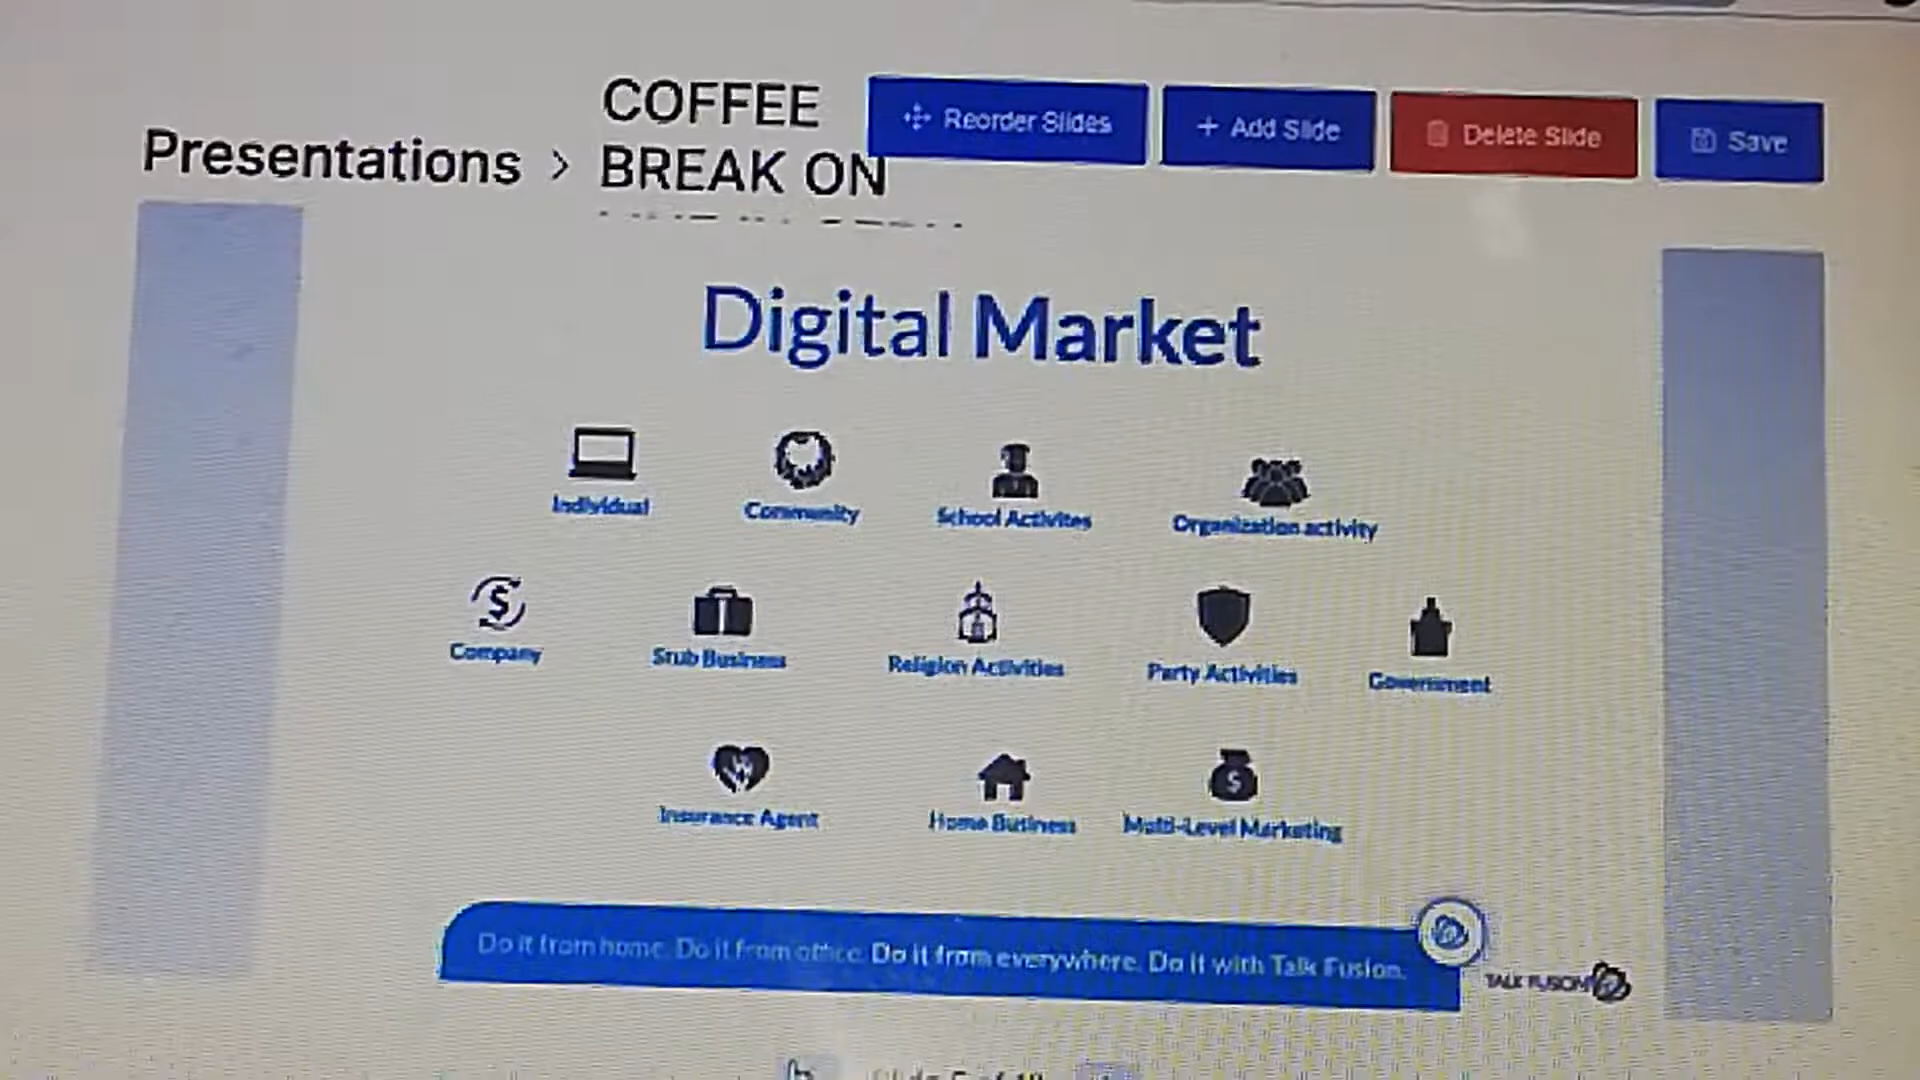 COFFEE
Presentations > BREAK ON
Reorder Slides
+ Add Slide
Delete Slide
Save
Digital Market
Individual
Community
School Activites
Organization activity
Company
Srub Business
Religion Activities
Party Activities
Government
Insurance Agent
Home Business
Multi-Level Marketing
Do it from home. Do it from office. Do it from everywhere. Do it with Talk Fusion.
TALK FUSION